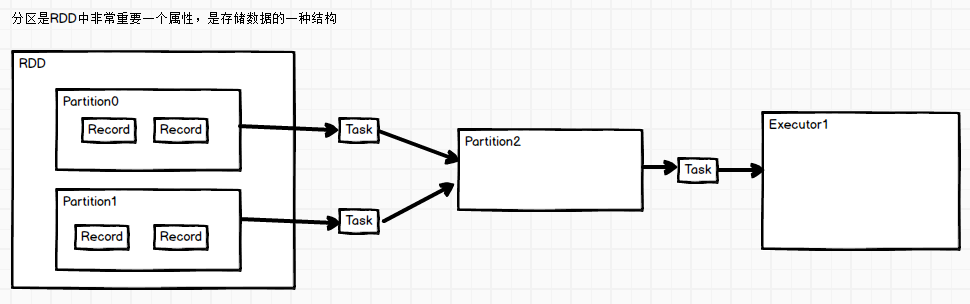 分区是RDD中非常重要一个属性，是存储数据的一种结构
RDD
Partition0
Record Record
Task
Partition1
Record Record
Task
Partition2
Task
Executor1